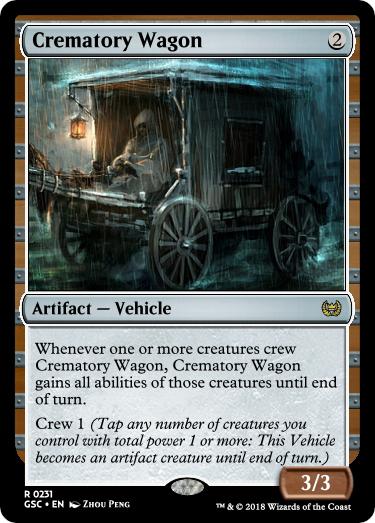 Crematory Wagon 2
Artifact — Vehicle
Whenever one or more creatures crew
Crematory Wagon, Crematory Wagon
gains all abilities of those creatures until end
of turn.
Crew 1 (Tap any number of creatures you
control with total power 1 or more: This Vehicle
becomes an artifact creature until end of turn.)
3/3
R 0231
GSC • EN Zhou Peng
™ & © 2018 Wizards of the Coast